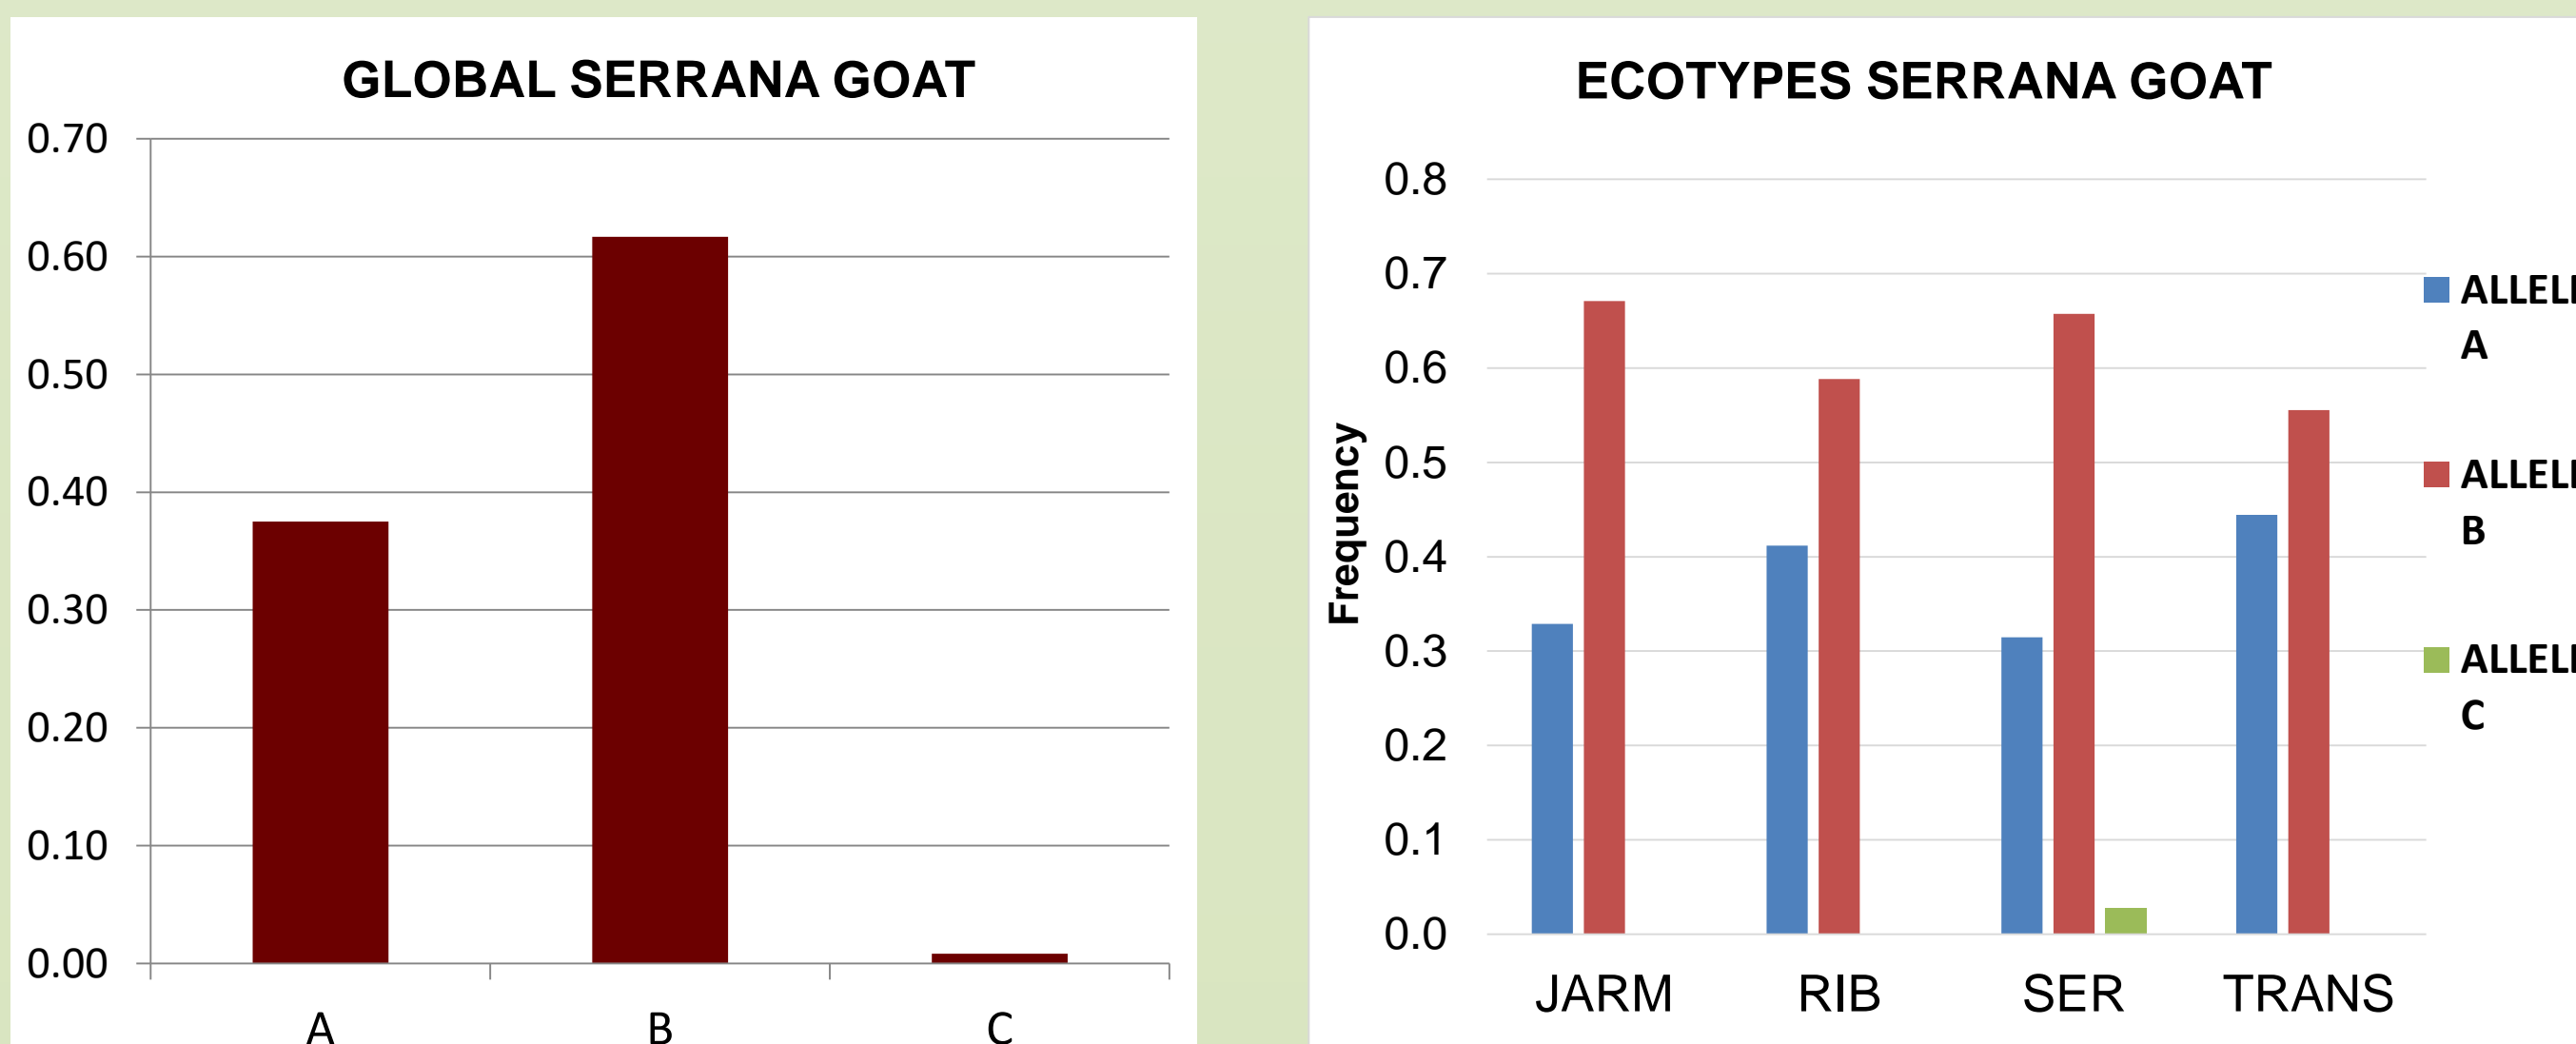 GLOBAL SERRANA GOAT
0.70
0.60
0.50
0.40
0.30
0.20
0.10
0.00
A
B
C
ECOTYPES SERRANA GOAT
Frequency
0.8
0.7
0.6
0.5
0.4
0.3
0.2
0.1
0.0
JARM
RIB
SER
TRANS
A
B
C